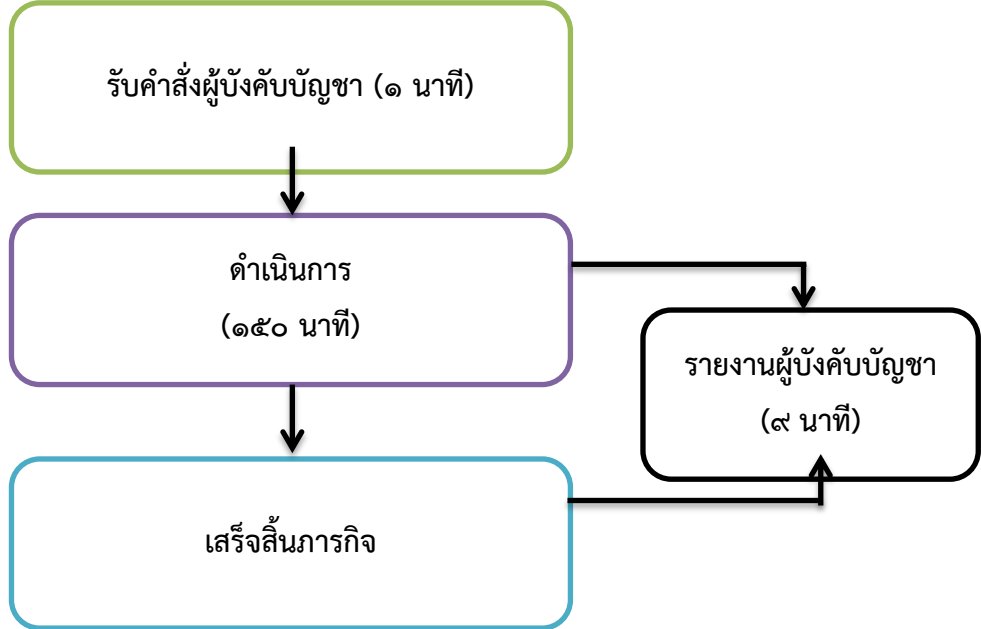 รับคำสั่งผู้บังคับบัญชา (๑ นาที)
ดำเนินการ
(๑๕๐ นาที)
รายงานผู้บังคับบัญชา
(๙ นาที)
เสร็จสิ้นภารกิจ